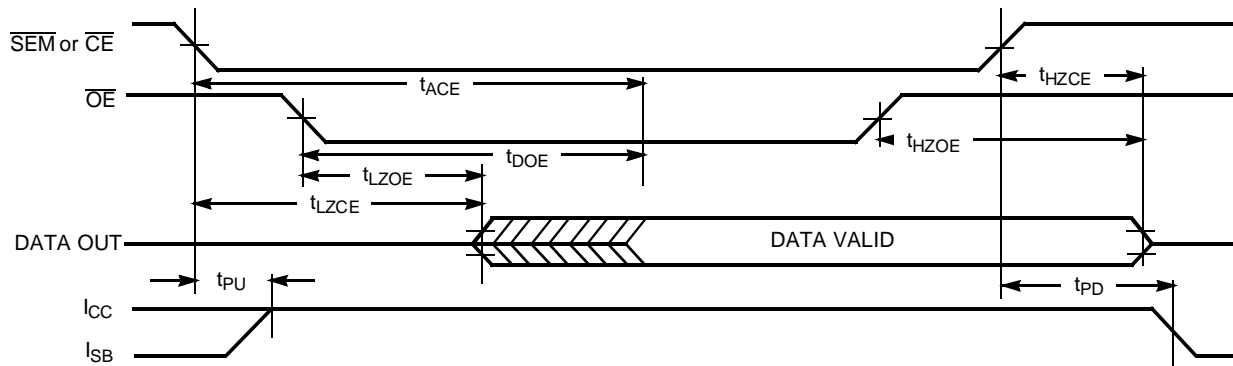 SEM or CE
tACE
tHZCE
OE
tHZOE
tDOE
tLZOE
tLZCE
DATA OUT
DATA VALID
tPU
tPD
ICC
ISB